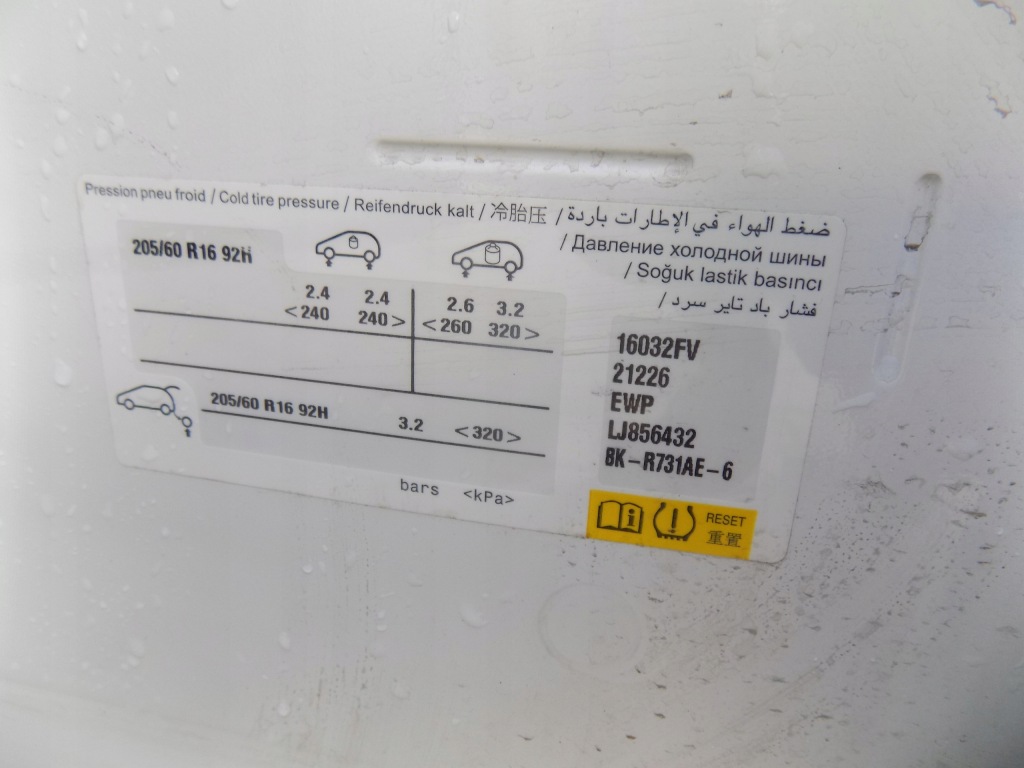 Pression pneu froid / Cold tire pressure / Reifendruck kalt / 冷胎压 / ضغط الهواء في الإطارات باردة
/ Давление холодной шины
/ Soğuk lastik basıncı
/ فشار باد تاير سرد
205/60 R16 92H
2.4 2.4 2.6 3.2
<240 240> <260 320>
205/60 R16 92H 3.2 <320>
bars <kPa>
16032FV
21226
EWP
LJ856432
8K-R731AE-6
RESET
重置